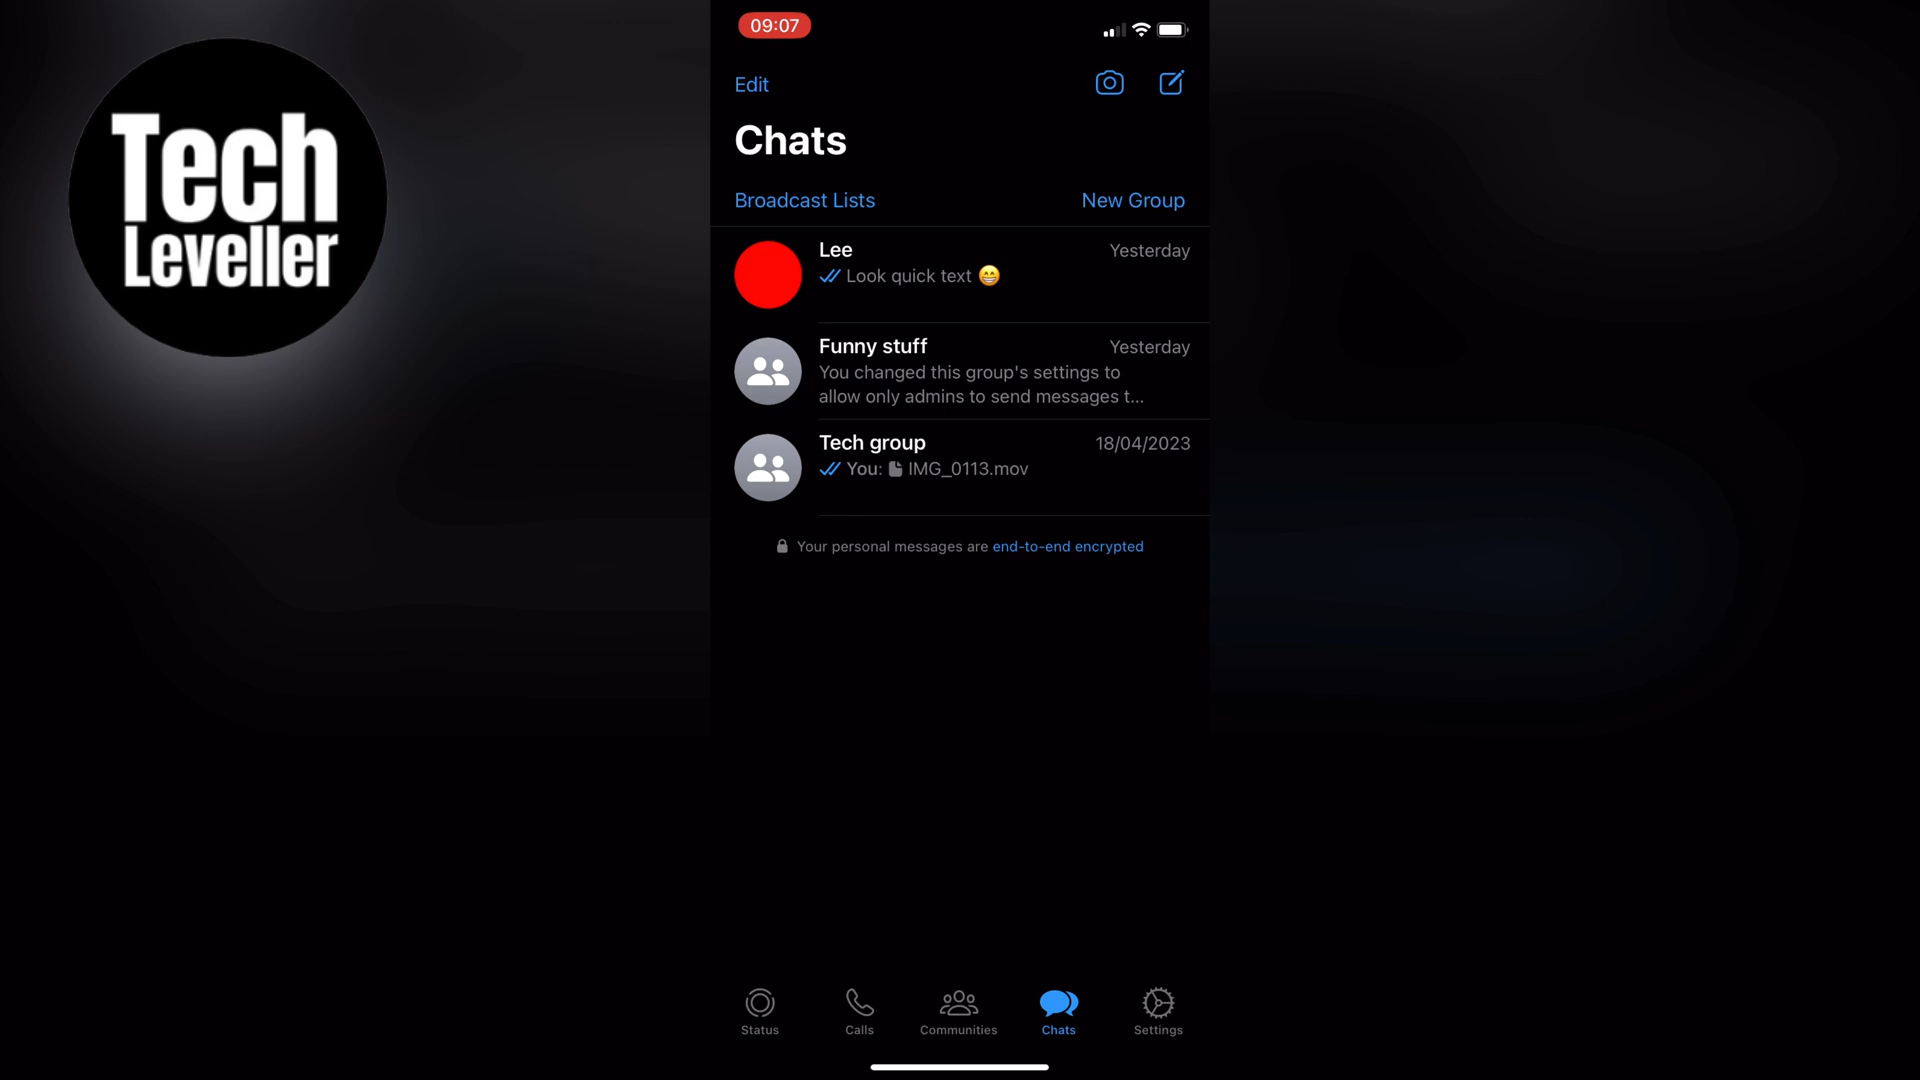 Tech
Leveller
09:07
Edit
Chats
Broadcast Lists
New Group
Lee
Yesterday
Look quick text 😁
Funny stuff
Yesterday
You changed this group's settings to
allow only admins to send messages t...
Tech group
18/04/2023
You: IMG_0113.mov
Your personal messages are end-to-end encrypted
Status
Calls
Communities
Chats
Settings